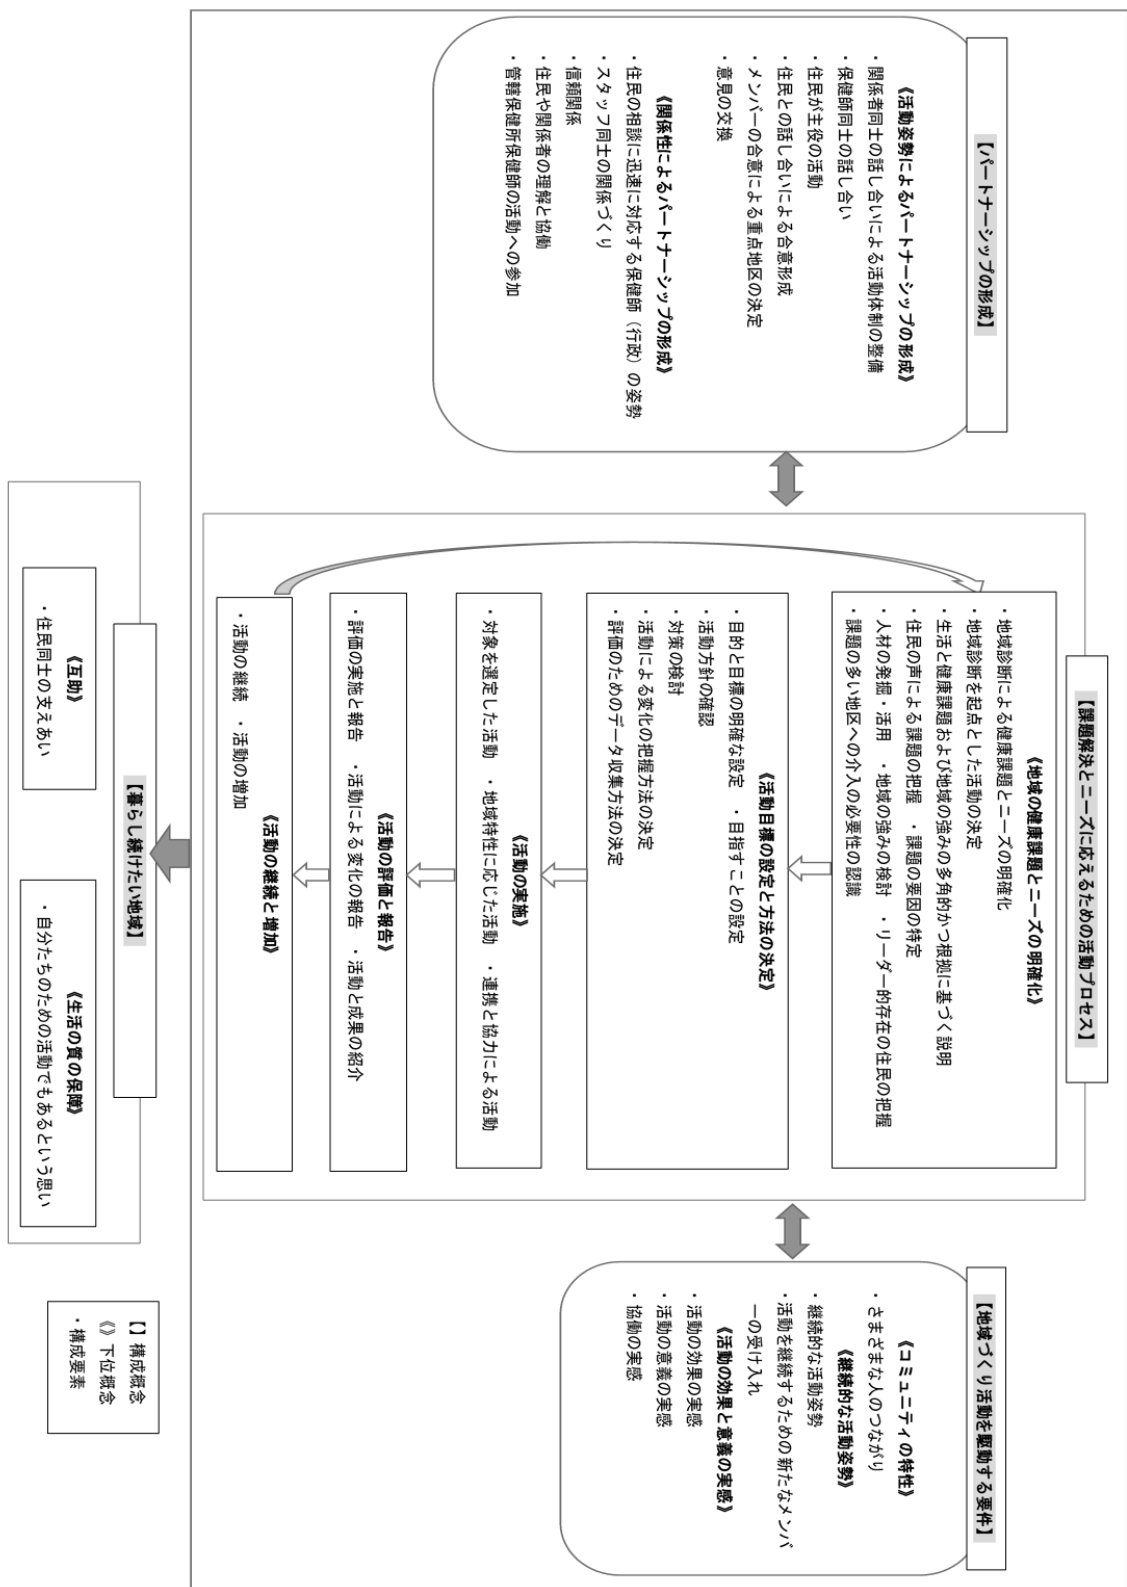 【パートナーシップの形成】
《活動姿勢によるパートナーシップの形成》
・関係者同士の話し合いによる活動体制の整備
・保健師同士の話し合い
・住民が主役の活動
・住民との話し合いによる合意形成
・メンバーの合意による重点地区の決定
・意見の交換
《関係性によるパートナーシップの形成》
・住民の相談に迅速に対応する保健師（行政）の姿勢
・スタッフ同士の関係づくり
・信頼関係
・住民や関係者の理解と協働
・管轄保健所保健師の活動への参加
【課題解決とニーズに応えるための活動プロセス】
《地域の健康課題とニーズの明確化》
・地域診断による健康課題とニーズの明確化
・地域診断を起点とした活動の決定
・生活と健康課題および地域の強みの多角的かつ根拠に基づく説明
・住民の声による課題の把握　・課題の要因の特定
・人材の発掘・活用　・地域の強みの検討　・リーダー的存在の住民の把握
・課題の多い地区への介入の必要性の認識
《活動目標の設定と方法の決定》
・目的と目標の明確な設定　・目指すことの設定
・活動方針の確認
・対策の検討
・活動による変化の把握方法の決定
・評価のためのデータ収集方法の決定
《活動の実施》
・対象を選定した活動　・地域特性に応じた活動　・連携と協力による活動
《活動の評価と報告》
・評価の実施と報告　・活動による変化の報告　・活動と成果の紹介
《活動の継続と増加》
・活動の継続　・活動の増加
【地域づくり活動を駆動する要件】
《コミュニティの特性》
・さまざまな人のつながり
《継続的な活動姿勢》
・継続的な活動姿勢
・活動を継続するための新たなメンバ
ーの受け入れ
《活動の効果と意義の実感》
・活動の効果の実感
・活動の意義の実感
・協働の実感
【暮らし続けたい地域】
《互助》
・住民同士の支えあい
《生活の質の保障》
・自分たちのための活動でもあるという思い
【】構成概念
《》下位概念
・構成要素